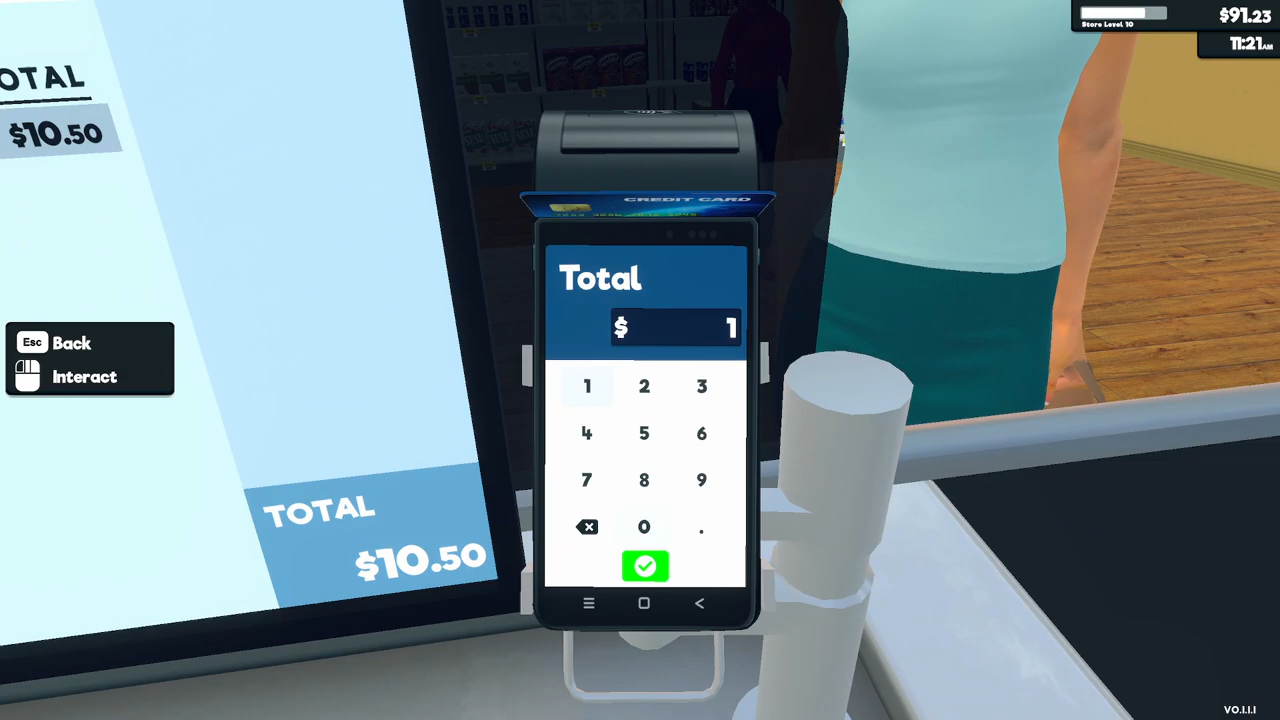 OTAL
$10.50
TOTAL
$10.50
Esc Back
Interact
CREDIT CARD
Total
$ 1
1 2 3
4 5 6
7 8 9
0 .
$91.23
Store Level 10
11:21AM
V0.1.1.1